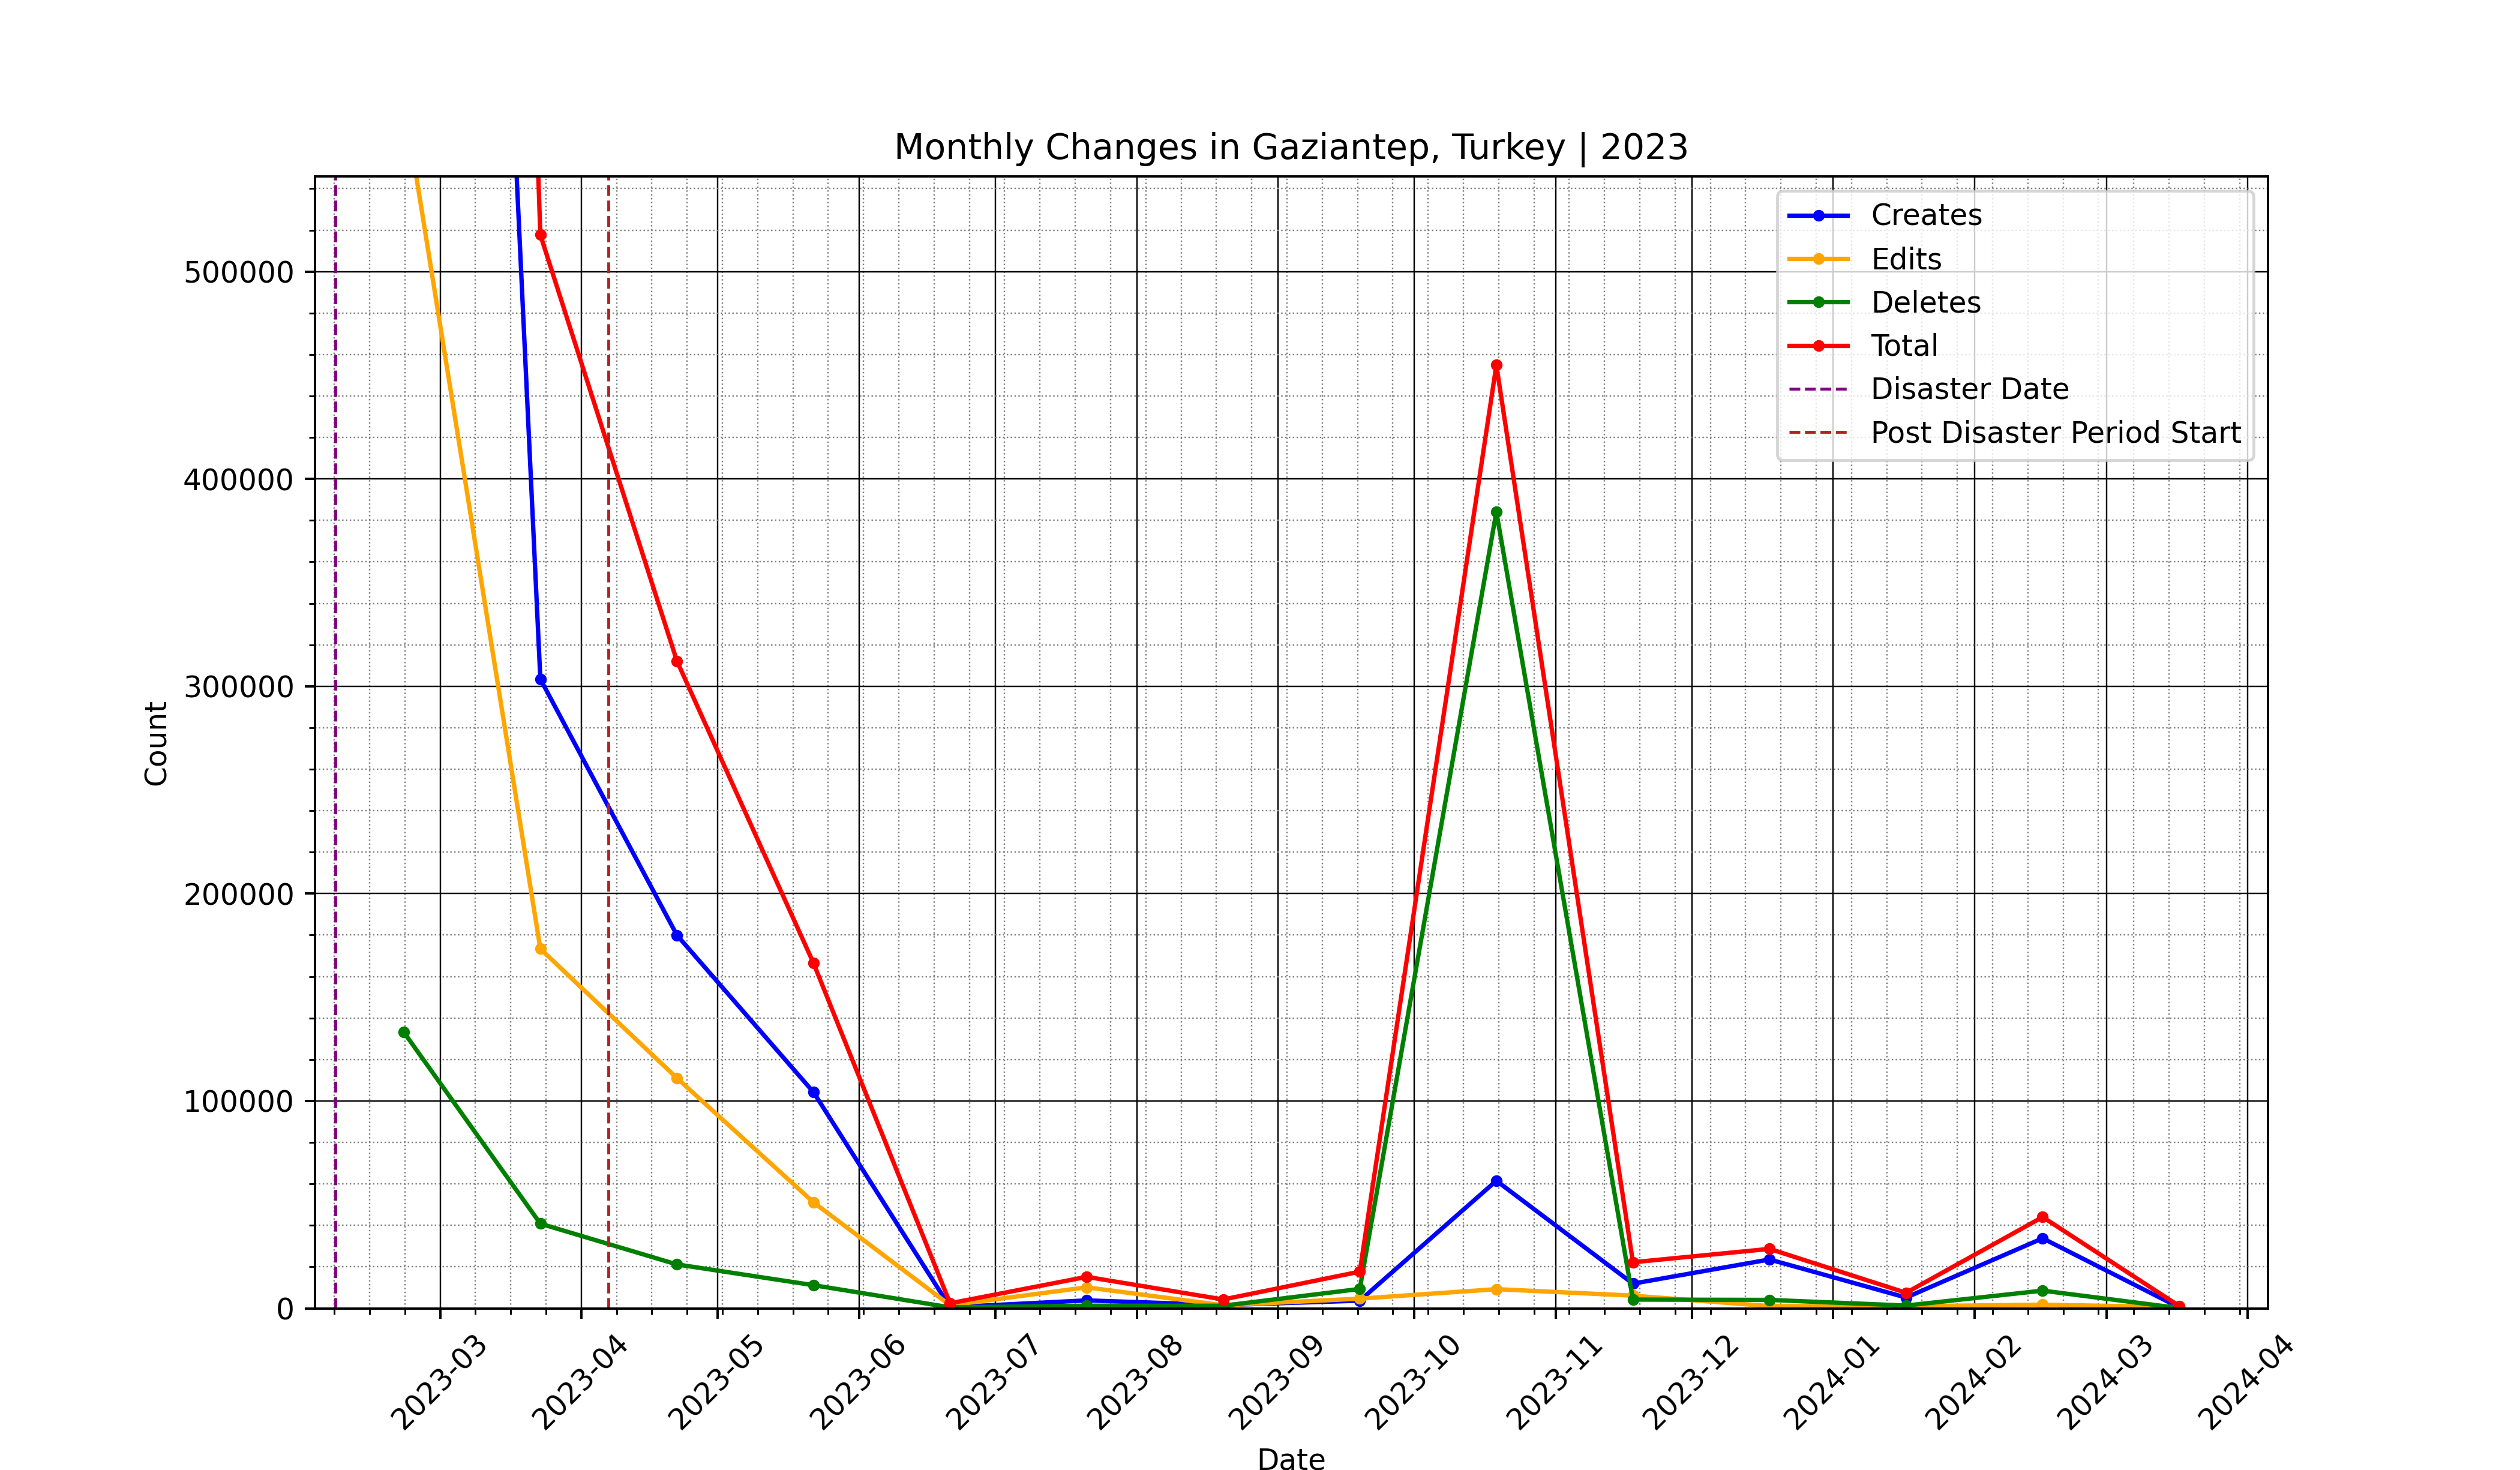 Monthly Changes in Gaziantep, Turkey | 2023
Creates
Edits
Deletes
Total
Disaster Date
Post Disaster Period Start
500000
400000
300000
200000
100000
0
Count
2023-03
2023-04
2023-05
2023-06
2023-07
2023-08
2023-09
2023-10
2023-11
2023-12
2024-01
2024-02
2024-03
2024-04
Date